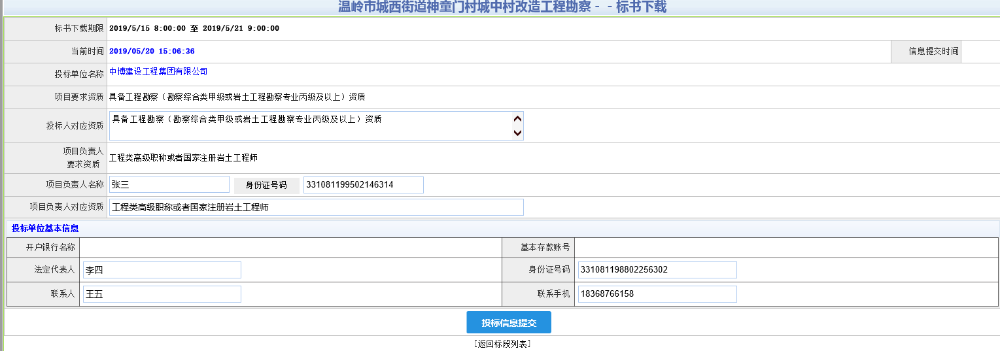 温岭市城西街道神童门村城中村改造工程勘察 - - 标书下载
标书下载期限 2019/5/15 8:00:00 至 2019/5/21 9:00:00
当前时间 2019/05/20 15:06:36 信息提交时间
投标单位名称 中博建设工程集团有限公司
项目要求资质 具备工程勘察（勘察综合类甲级或岩土工程勘察专业丙级及以上）资质
投标人对应资质 具备工程勘察（勘察综合类甲级或岩土工程勘察专业丙级及以上）资质
项目负责人
要求资质 工程类高级职称或者国家注册岩土工程师
项目负责人名称 张三 身份证号码 331081199502146314
项目负责人对应资质 工程类高级职称或者国家注册岩土工程师
投标单位基本信息
开户银行名称 基本存款账号
法定代表人 李四 身份证号码 331081198802256302
联系人 王五 联系手机 18368766158
投标信息提交
[返回标段列表]